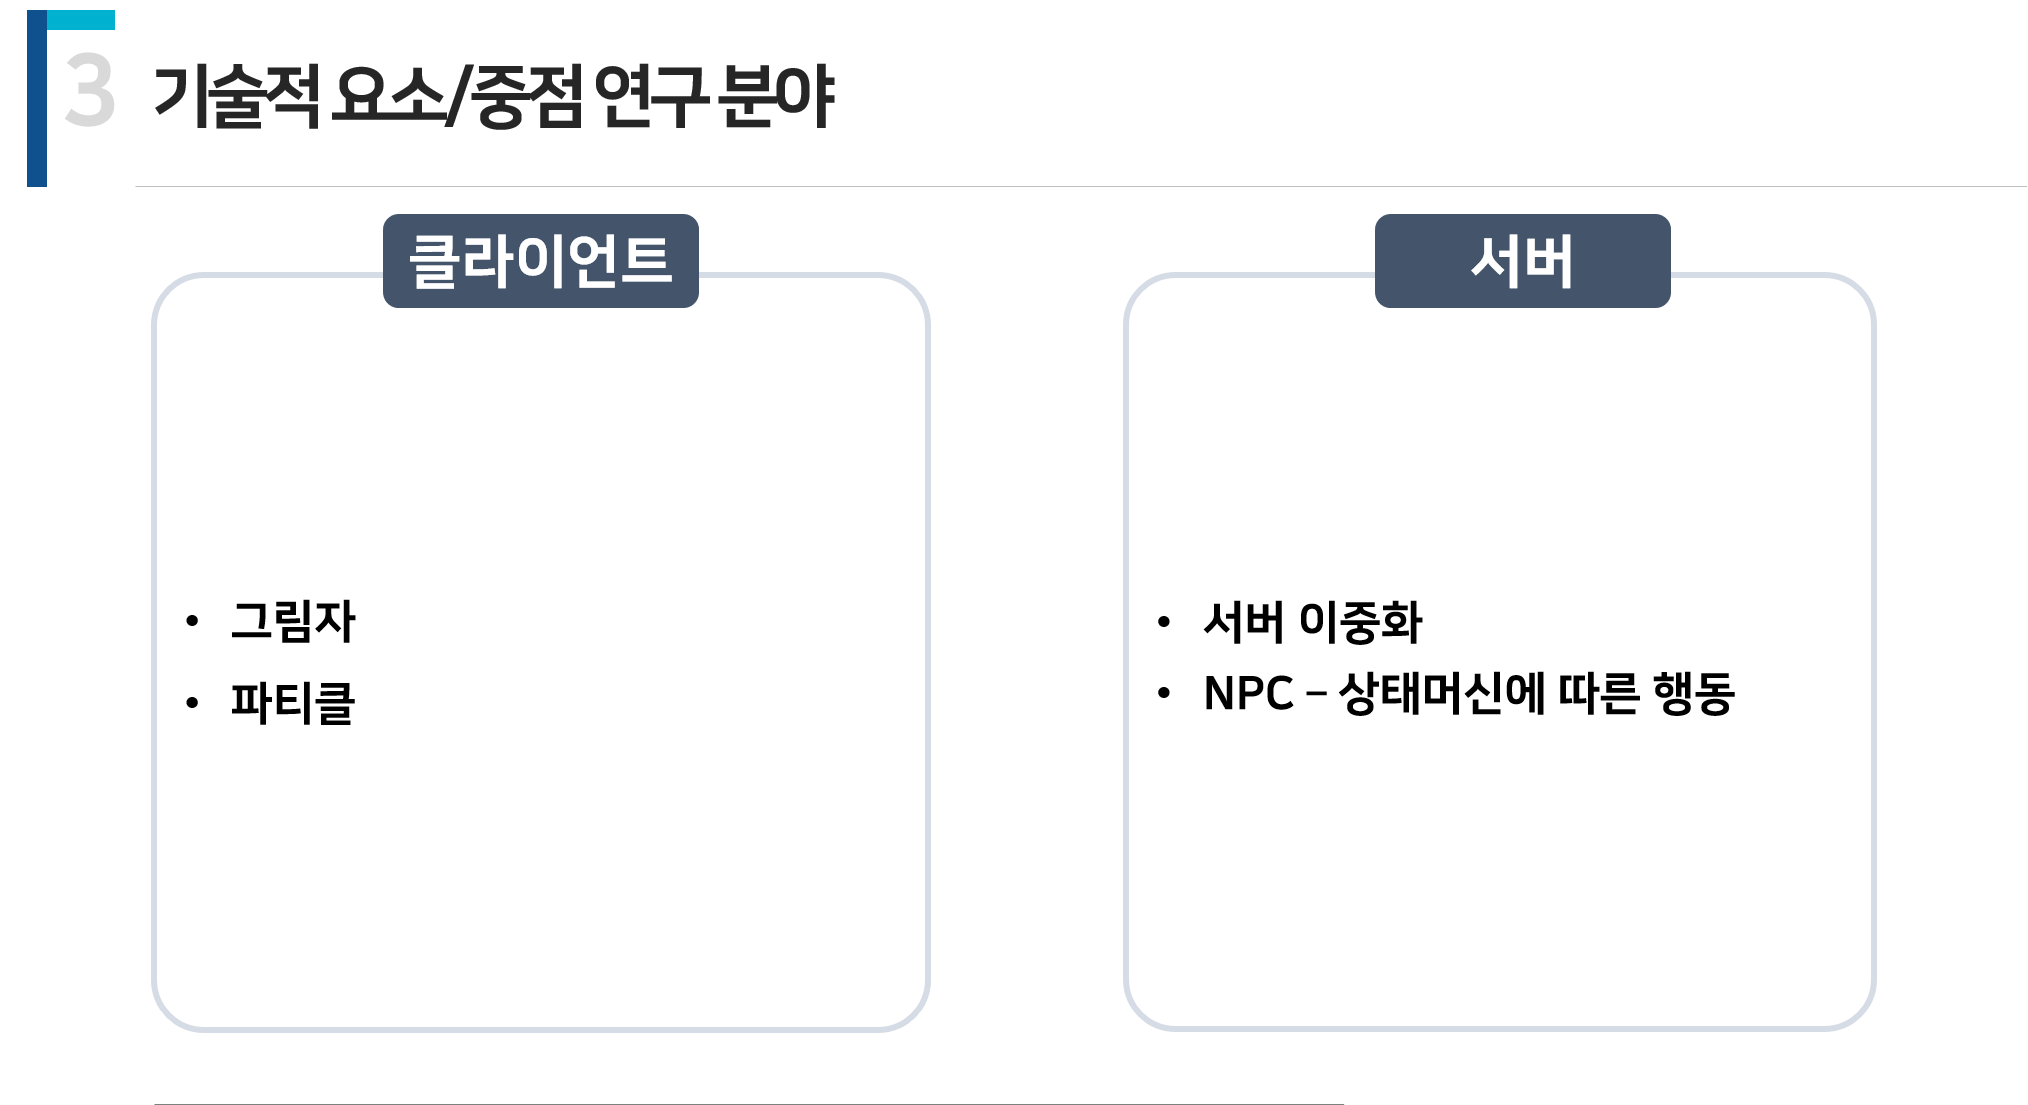 3
기술적 요소/중점 연구 분야
클라이언트
• 그림자
• 파티클
서버
• 서버 이중화
• NPC – 상태머신에 따른 행동